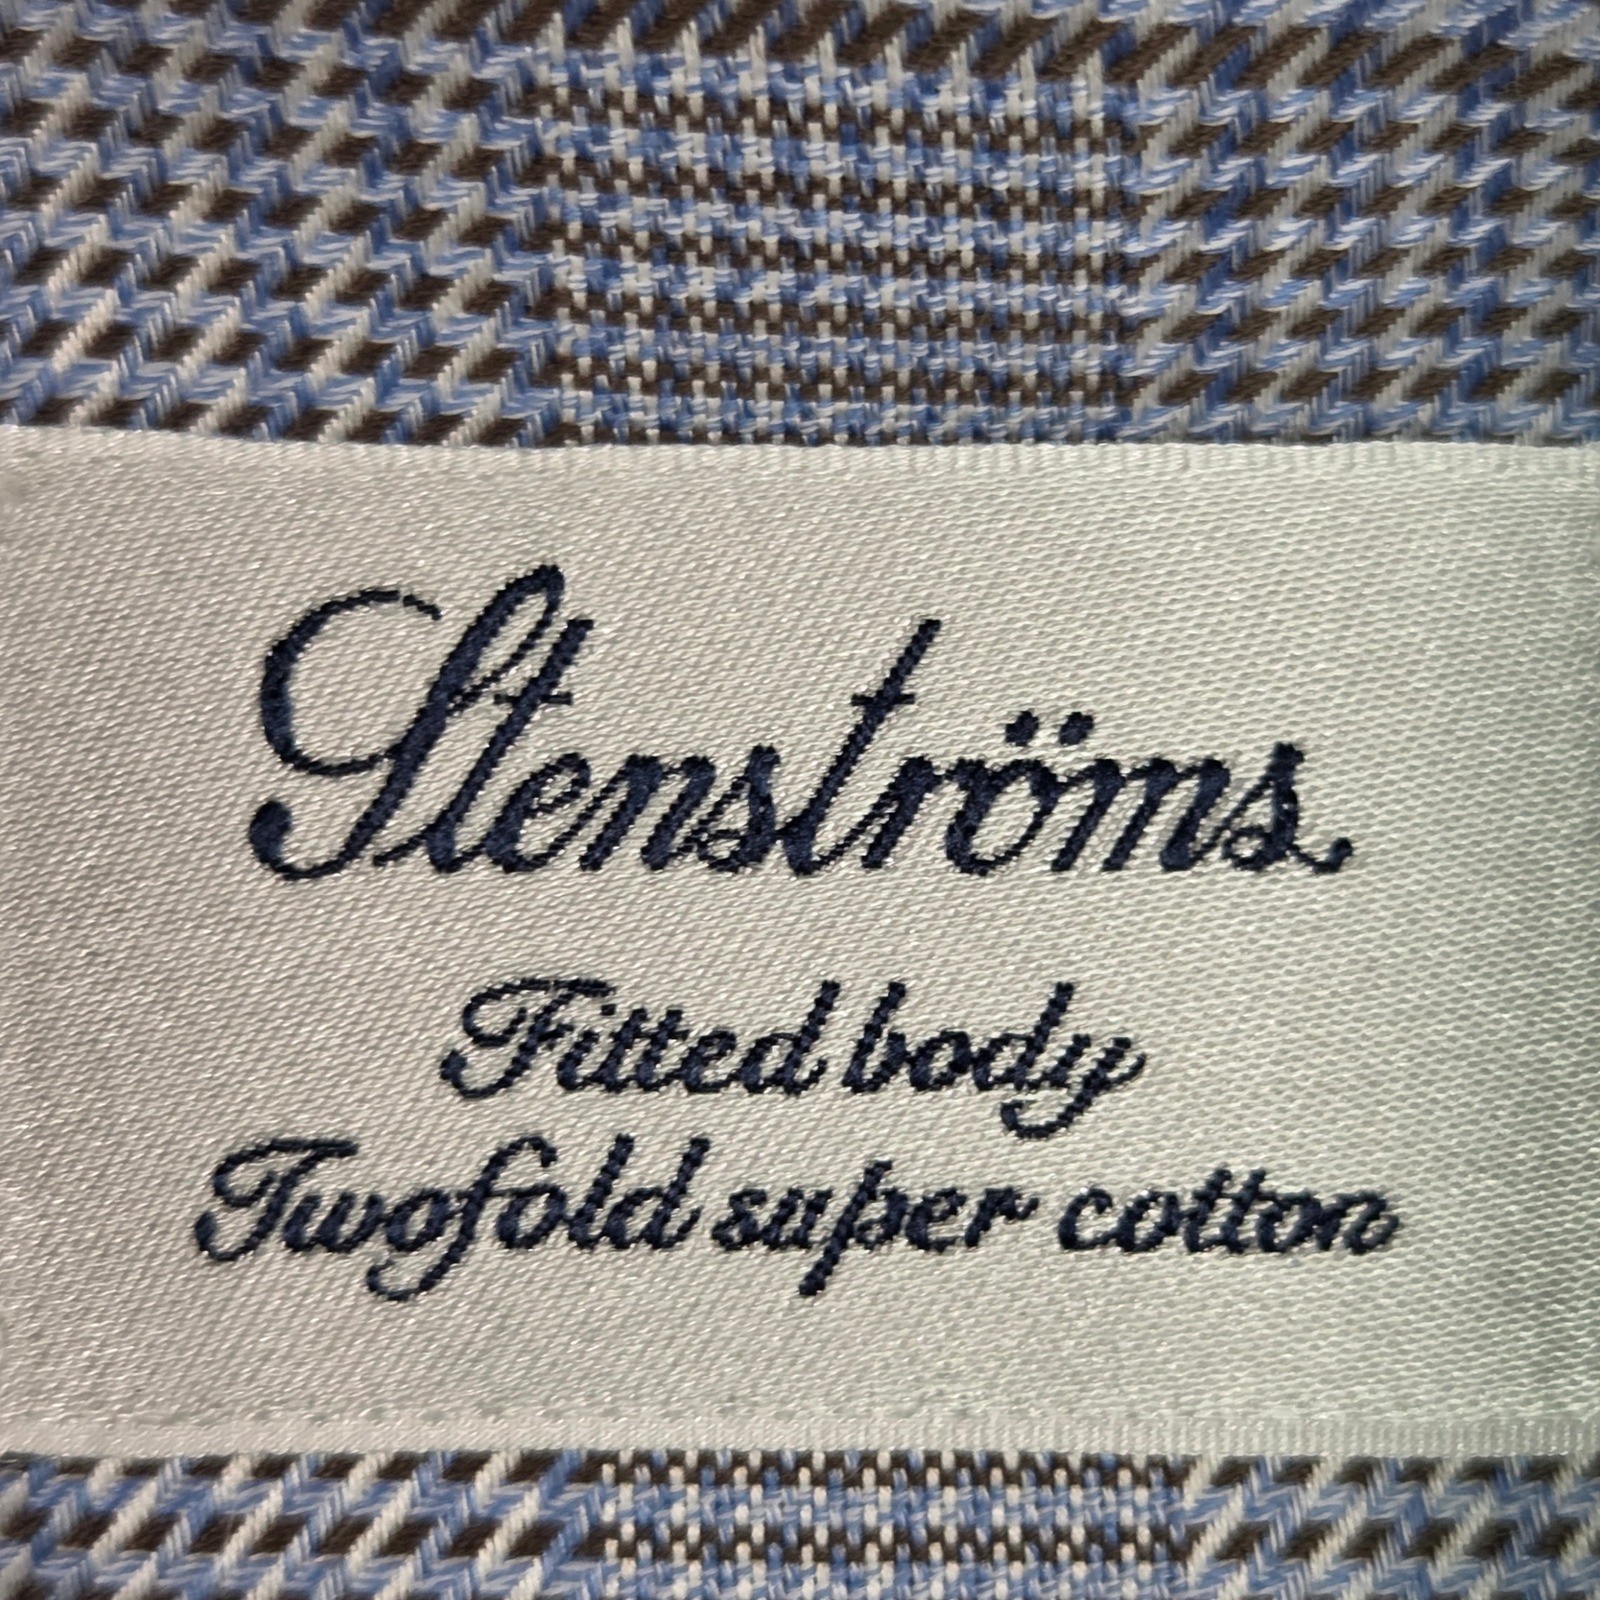 Stenströms
Fitted body
Twofold super cotton